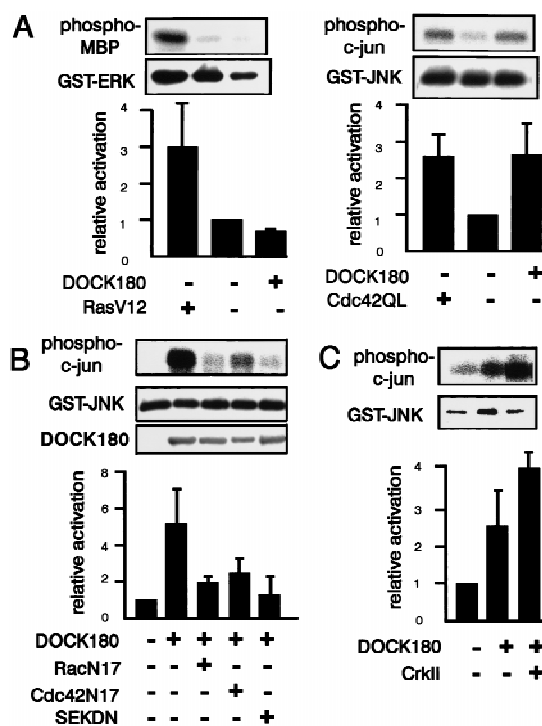 A
phospho-
MBP
GST-ERK
relative activation
4
3
2
1
0
DOCK180 - - +
RasV12 + - -
phospho-
c-jun
GST-JNK
relative activation
4
3
2
1
0
DOCK180 - - +
Cdc42QL + - -
B
phospho-
c-jun
GST-JNK
DOCK180
relative activation
8
6
4
2
0
DOCK180 - + + + +
RacN17 +
Cdc42N17 +
SEKDN +
C
phospho-
c-jun
GST-JNK
relative activation
4
3
2
1
0
DOCK180 - + +
CrkII - - +